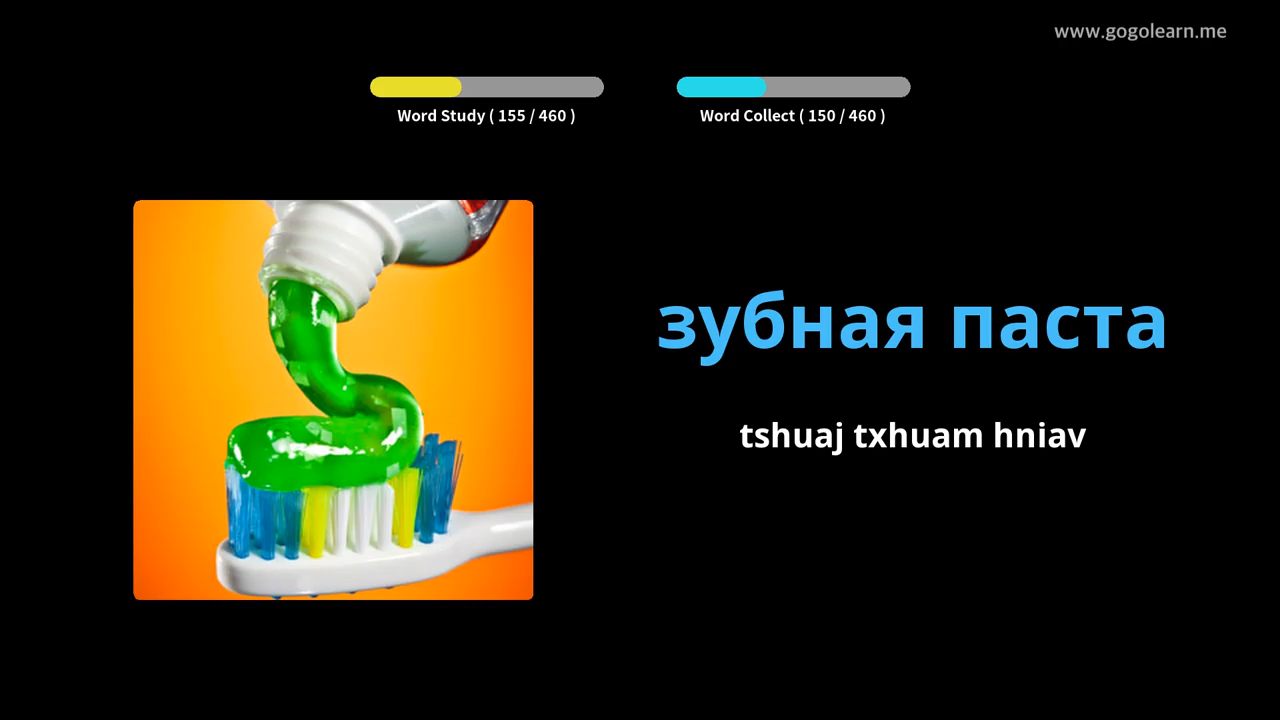 www.gogolearn.me
Word Study ( 155 / 460 )
Word Collect ( 150 / 460 )
зубная паста
tshuaj txhuam hniav